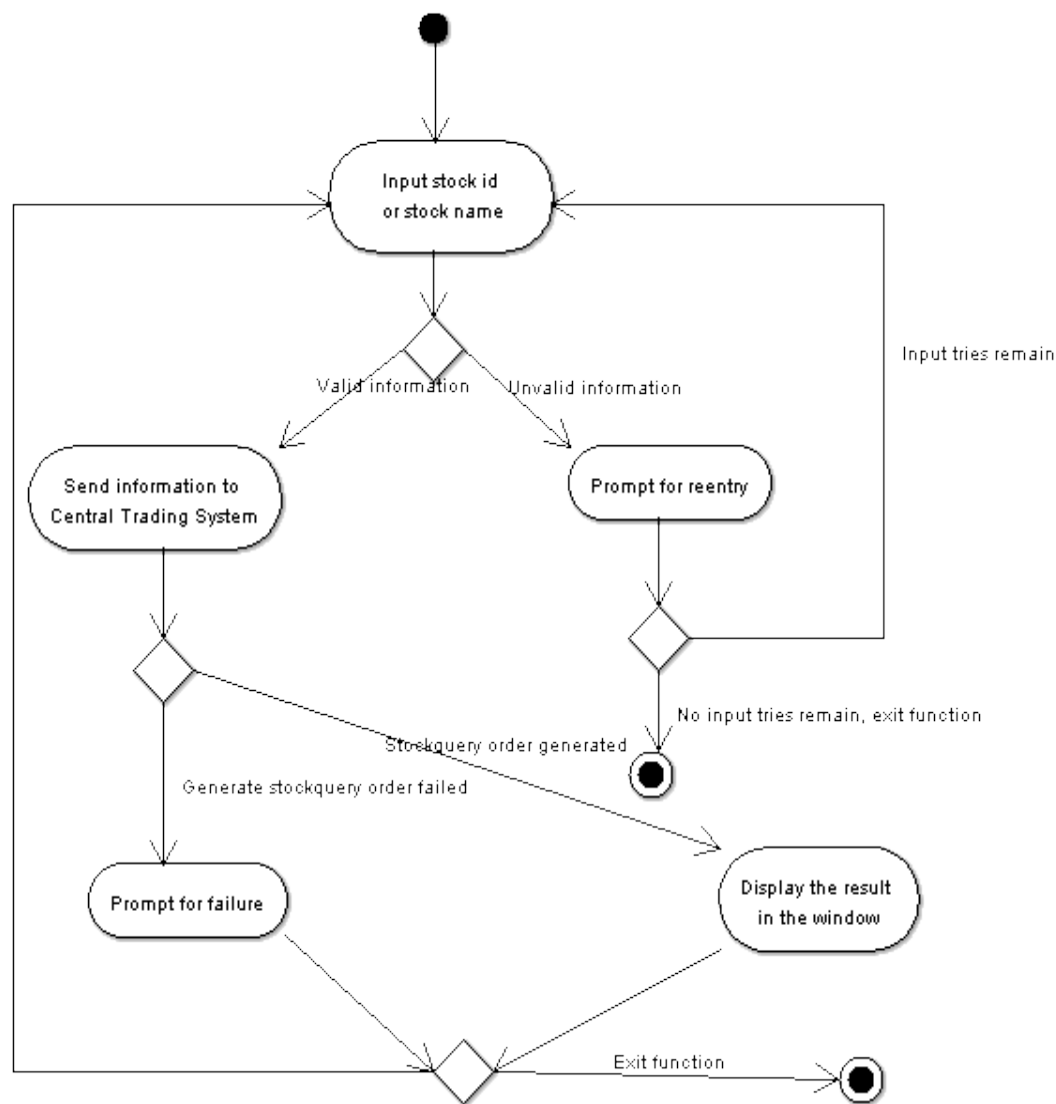 Input stock id
or stock name
Input tries remain
Valid information
Unvalid information
Send information to
Central Trading System
Prompt for reentry
No input tries remain, exit function
Stockquery order generated
Generate stockquery order failed
Prompt for failure
Display the result
in the window
Exit function